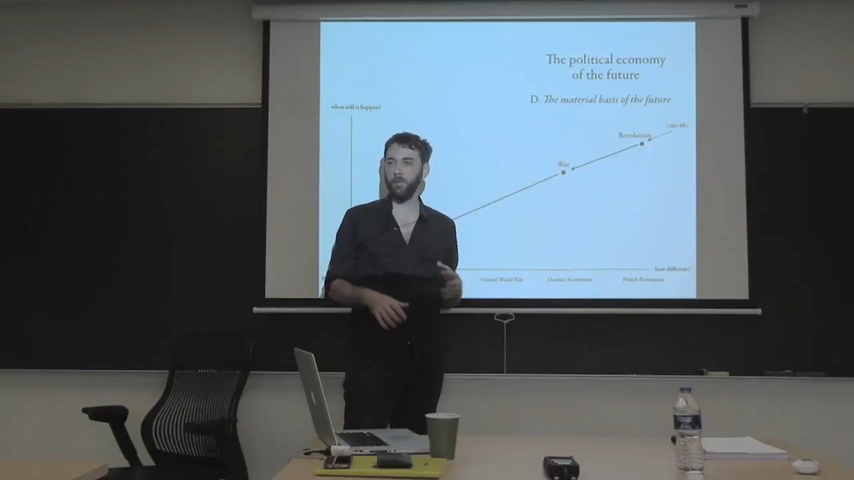 The political economy
of the future
D. The material basis of the future
when will it happen?
(after life)
Revolution
War
how different?
Second World War
October Revolution
French Revolution